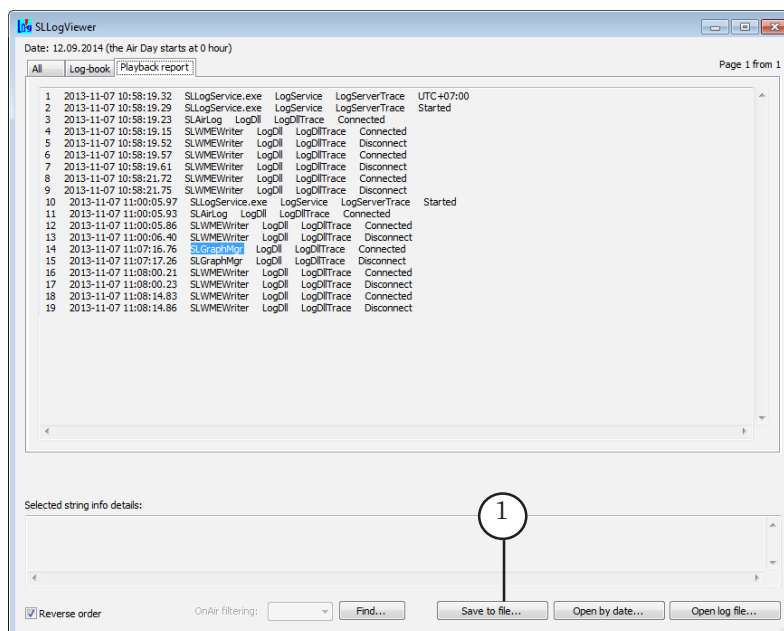 SLLogViewer
Date: 12.09.2014 (the Air Day starts at 0 hour)
All Log-book Playback report Page 1 from 1
1 2013-11-07 10:58:19.32 SLLogService.exe LogService LogServerTrace UTC+07:00
2 2013-11-07 10:58:19.29 SLLogService.exe LogService LogServerTrace Started
3 2013-11-07 10:58:19.23 SLAirLog LogDll LogDllTrace Connected
4 2013-11-07 10:58:19.15 SLWMEWriter LogDll LogDllTrace Connected
5 2013-11-07 10:58:19.52 SLWMEWriter LogDll LogDllTrace Disconnect
6 2013-11-07 10:58:19.57 SLWMEWriter LogDll LogDllTrace Connected
7 2013-11-07 10:58:19.61 SLWMEWriter LogDll LogDllTrace Disconnect
8 2013-11-07 10:58:21.72 SLWMEWriter LogDll LogDllTrace Connected
9 2013-11-07 10:58:21.75 SLWMEWriter LogDll LogDllTrace Disconnect
10 2013-11-07 11:00:05.97 SLLogService.exe LogService LogServerTrace Started
11 2013-11-07 11:00:05.93 SLAirLog LogDll LogDllTrace Connected
12 2013-11-07 11:00:05.86 SLWMEWriter LogDll LogDllTrace Connected
13 2013-11-07 11:00:06.40 SLWMEWriter LogDll LogDllTrace Disconnect
14 2013-11-07 11:07:16.76 SLGraphMgr LogDll LogDllTrace Connected
15 2013-11-07 11:07:17.26 SLGraphMgr LogDll LogDllTrace Disconnect
16 2013-11-07 11:08:00.21 SLWMEWriter LogDll LogDllTrace Connected
17 2013-11-07 11:08:00.23 SLWMEWriter LogDll LogDllTrace Disconnect
18 2013-11-07 11:08:14.83 SLWMEWriter LogDll LogDllTrace Connected
19 2013-11-07 11:08:14.86 SLWMEWriter LogDll LogDllTrace Disconnect
Selected string info details:
1
Reverse order OnAir filtering: Find... Save to file... Open by date... Open log file...